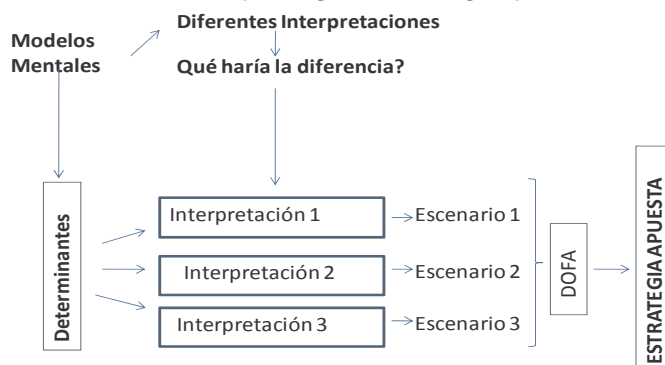 Diferentes Interpretaciones
Modelos
Mentales
Qué haría la diferencia?
Determinantes
Interpretación 1
Escenario 1
Interpretación 2
Escenario 2
Interpretación 3
Escenario 3
DOFA
ESTRATEGIA APUESTA